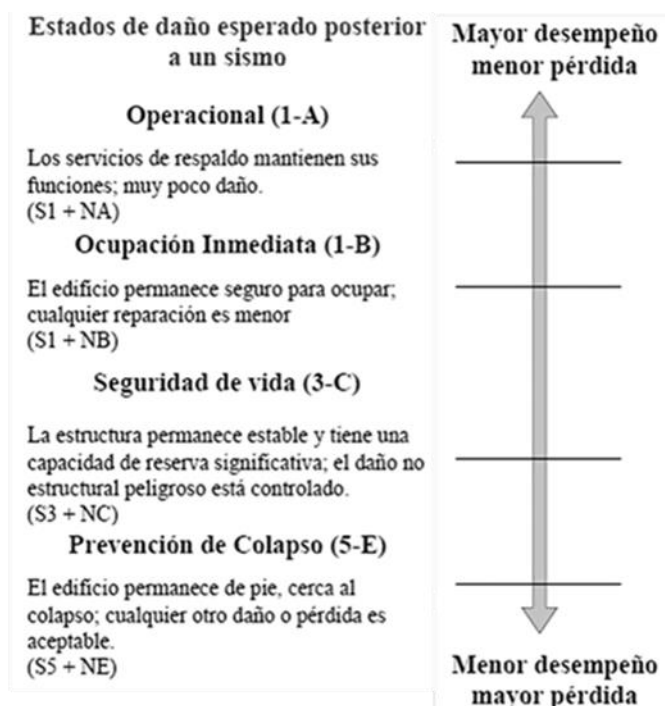 Estados de daño esperado posterior
a un sismo
Operacional (1-A)
Los servicios de respaldo mantienen sus
funciones; muy poco daño.
(S1 + NA)
Ocupación Inmediata (1-B)
El edificio permanece seguro para ocupar;
cualquier reparación es menor
(S1 + NB)
Seguridad de vida (3-C)
La estructura permanece estable y tiene una
capacidad de reserva significativa; el daño no
estructural peligroso está controlado.
(S3 + NC)
Prevención de Colapso (5-E)
El edificio permanece de pie, cerca al
colapso; cualquier otro daño o pérdida es
aceptable.
(S5 + NE)
Mayor desempeño
menor pérdida
Menor desempeño
mayor pérdida